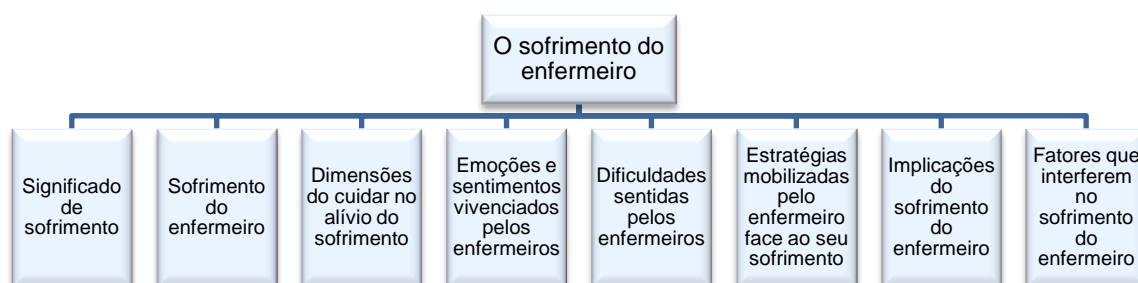 O sofrimento do
enfermeiro
Significado
de
sofrimento
Sofrimento
do
enfermeiro
Dimensões
do cuidar no
alívio do
sofrimento
Emoções e
sentimentos
vivenciados
pelos
enfermeiros
Dificuldades
sentidas
pelos
enfermeiros
Estratégias
mobilizadas
pelo
enfermeiro
face ao seu
sofrimento
Implicações
do
sofrimento
do
enfermeiro
Fatores que
interferem
no
sofrimento
do
enfermeiro